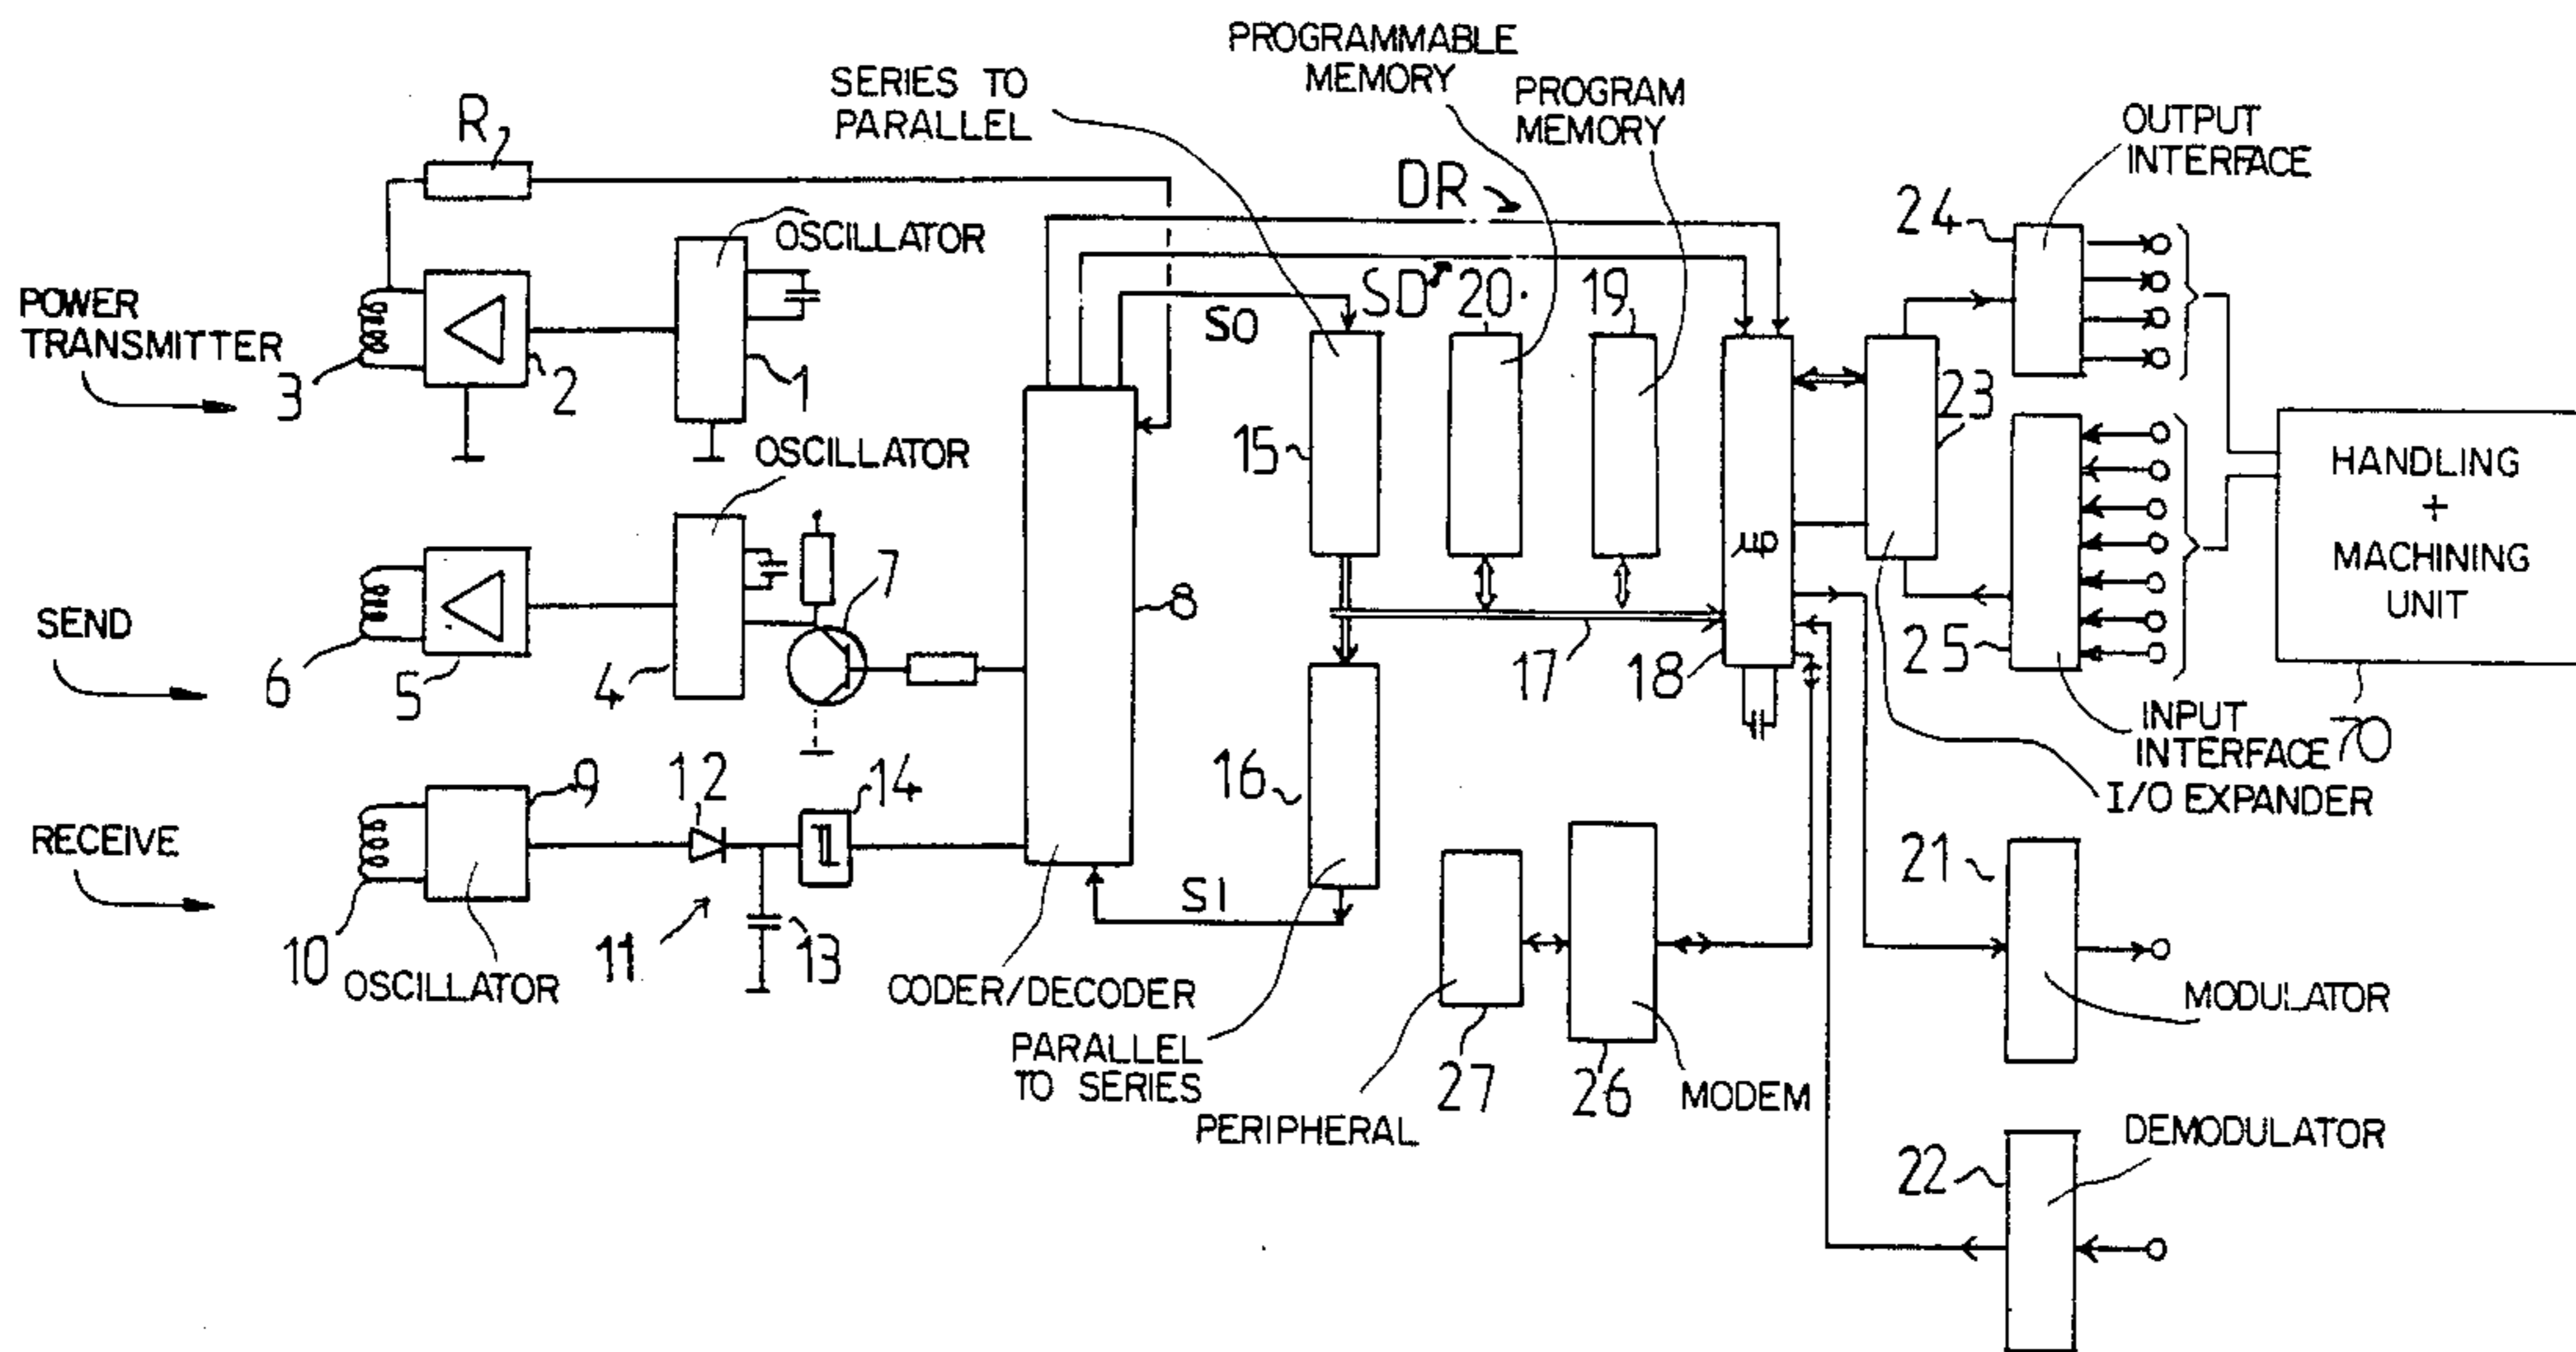 PROGRAMMABLE
MEMORY
SERIES TO
PARALLEL
PROGRAM
MEMORY
OUTPUT
INTERFACE
R
OSCILLATOR
DR
24
SD
20
19
S0
POWER
TRANSMITTER
3
2
1
OSCILLATOR
15
23
HANDLING
+
MACHINING
UNIT
7
8
μp
SEND
6
5
4
17
18
25
INPUT
INTERFACE
70
I/O EXPANDER
9
12
14
16
RECEIVE
21
10
OSCILLATOR
11
13
SI
CODER/DECODER
MODULATOR
PARALLEL
TO SERIES
27
26
MODEM
PERIPHERAL
DEMODULATOR
22